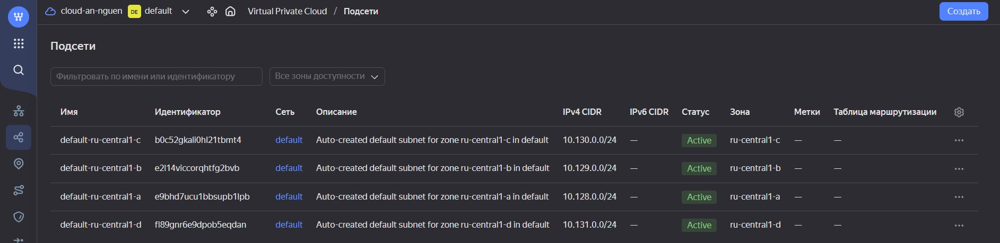 cloud-an-nguen DE default Virtual Private Cloud / Подсети Создать
Подсети
Фильтровать по имени или идентификатору Все зоны доступности
Имя Идентификатор Сеть Описание IPv4 CIDR IPv6 CIDR Статус Зона Метки Таблица маршрутизации
default-ru-central1-c b0c52gkali0hl21tbmt4 default Auto-created default subnet for zone ru-central1-c in default 10.130.0.0/24 — Active ru-central1-c — —
default-ru-central1-b e2l14viccorqhtfg2bvb default Auto-created default subnet for zone ru-central1-b in default 10.129.0.0/24 — Active ru-central1-b — —
default-ru-central1-a e9bhd7ucu1bbsupb1lpb default Auto-created default subnet for zone ru-central1-a in default 10.128.0.0/24 — Active ru-central1-a — —
default-ru-central1-d fl89gnr6e9dpob5eqdan default Auto-created default subnet for zone ru-central1-d in default 10.131.0.0/24 — Active ru-central1-d — —